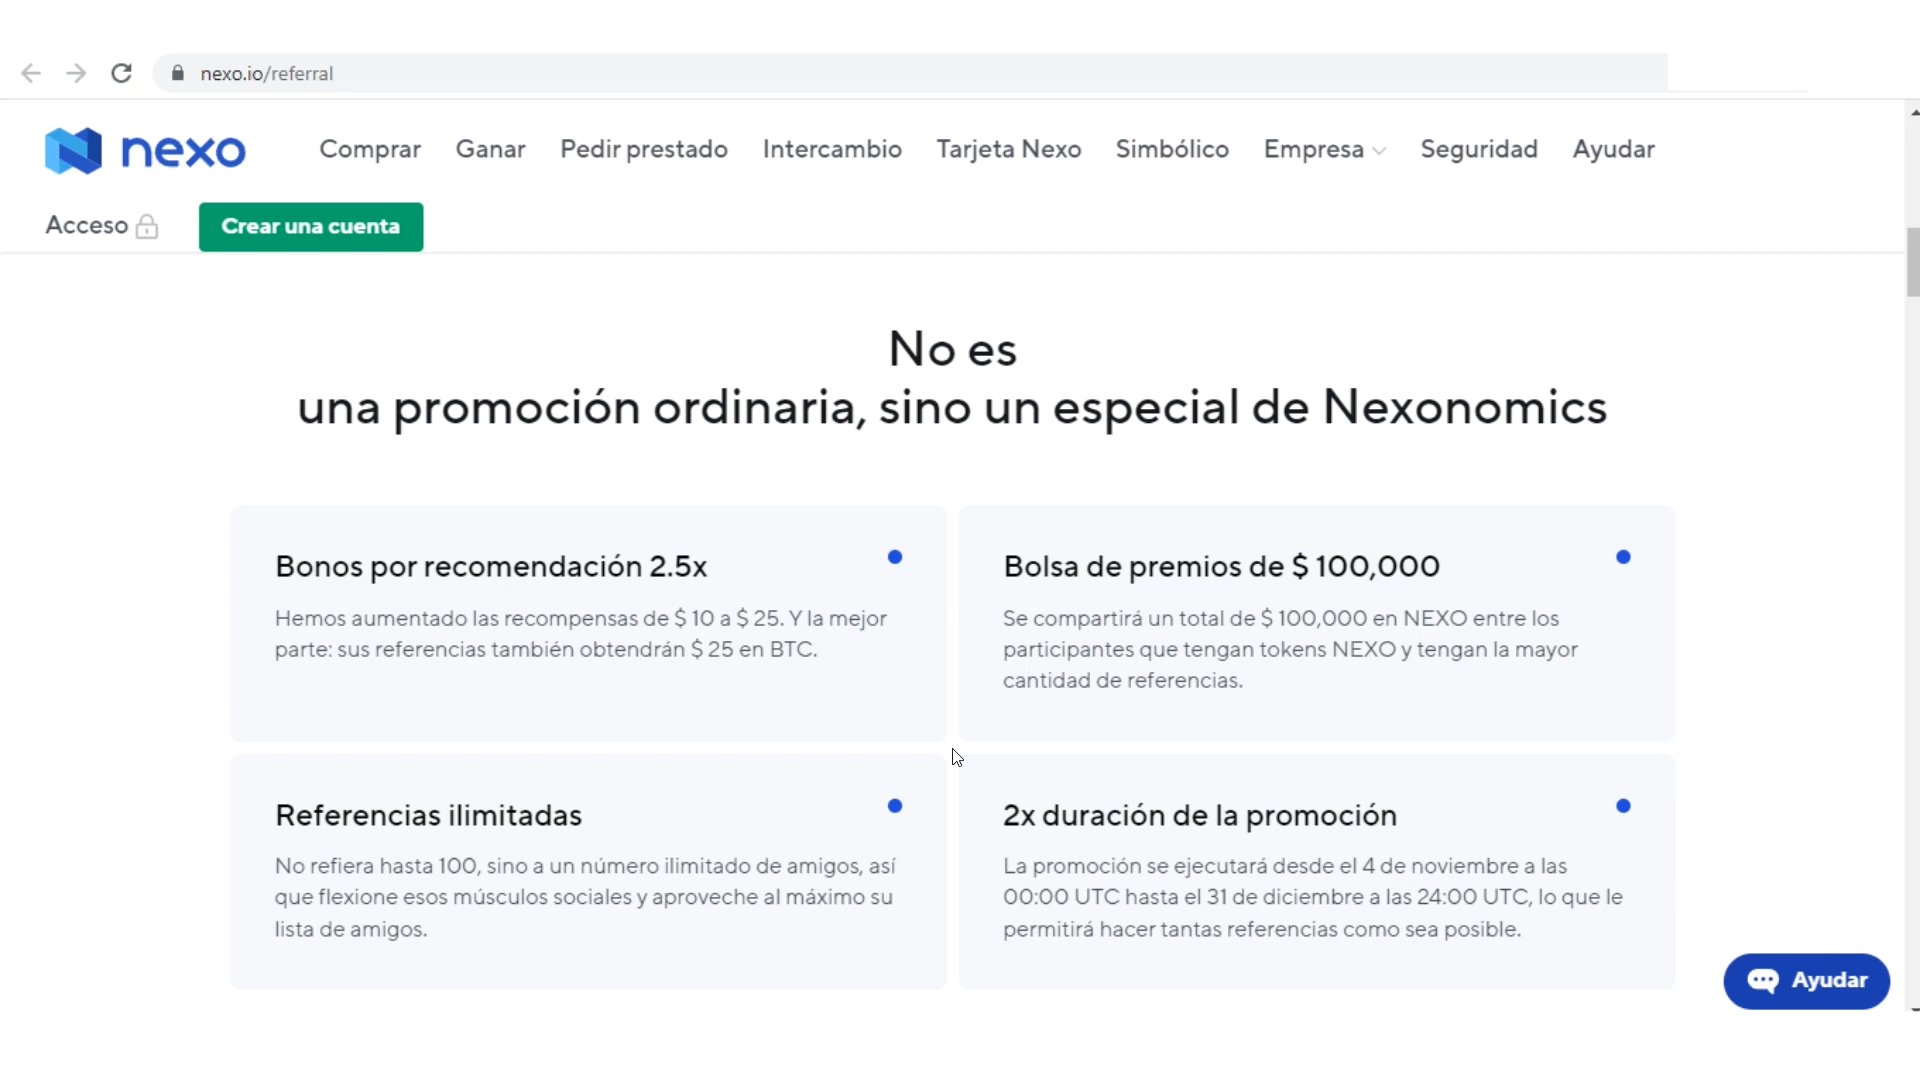 nexo.io/referral
nexo
Comprar Ganar Pedir prestado Intercambio Tarjeta Nexo Simbólico Empresa Seguridad Ayudar
Acceso Crear una cuenta
No es
una promoción ordinaria, sino un especial de Nexonomics
Bonos por recomendación 2.5x
Hemos aumentado las recompensas de $ 10 a $ 25. Y la mejor
parte: sus referencias también obtendrán $ 25 en BTC.
Bolsa de premios de $ 100,000
Se compartirá un total de $ 100,000 en NEXO entre los
participantes que tengan tokens NEXO y tengan la mayor
cantidad de referencias.
Referencias ilimitadas
No refiera hasta 100, sino a un número ilimitado de amigos, así
que flexione esos músculos sociales y aproveche al máximo su
lista de amigos.
2x duración de la promoción
La promoción se ejecutará desde el 4 de noviembre a las
00:00 UTC hasta el 31 de diciembre a las 24:00 UTC, lo que le
permitirá hacer tantas referencias como sea posible.
Ayudar